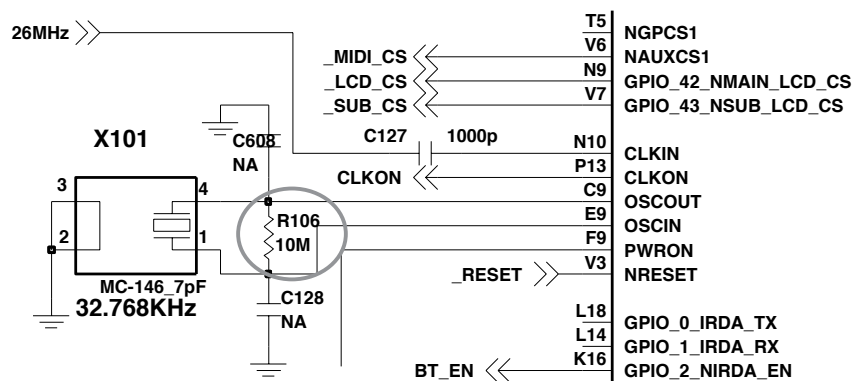 26MHz
T5 NGPCS1
_MIDI_CS V6 NAUXCS1
_LCD_CS N9 GPIO_42_NMAIN_LCD_CS
_SUB_CS V7 GPIO_43_NSUB_LCD_CS
X101
C608
NA
C127 1000p N10 CLKIN
CLKON P13 CLKON
3 4 C9 OSCOUT
R106 E9 OSCIN
10M F9 PWRON
2 1
_RESET V3 NRESET
MC-146_7pF
32.768KHz
C128
NA
L18 GPIO_0_IRDA_TX
L14 GPIO_1_IRDA_RX
BT_EN K16 GPIO_2_NIRDA_EN